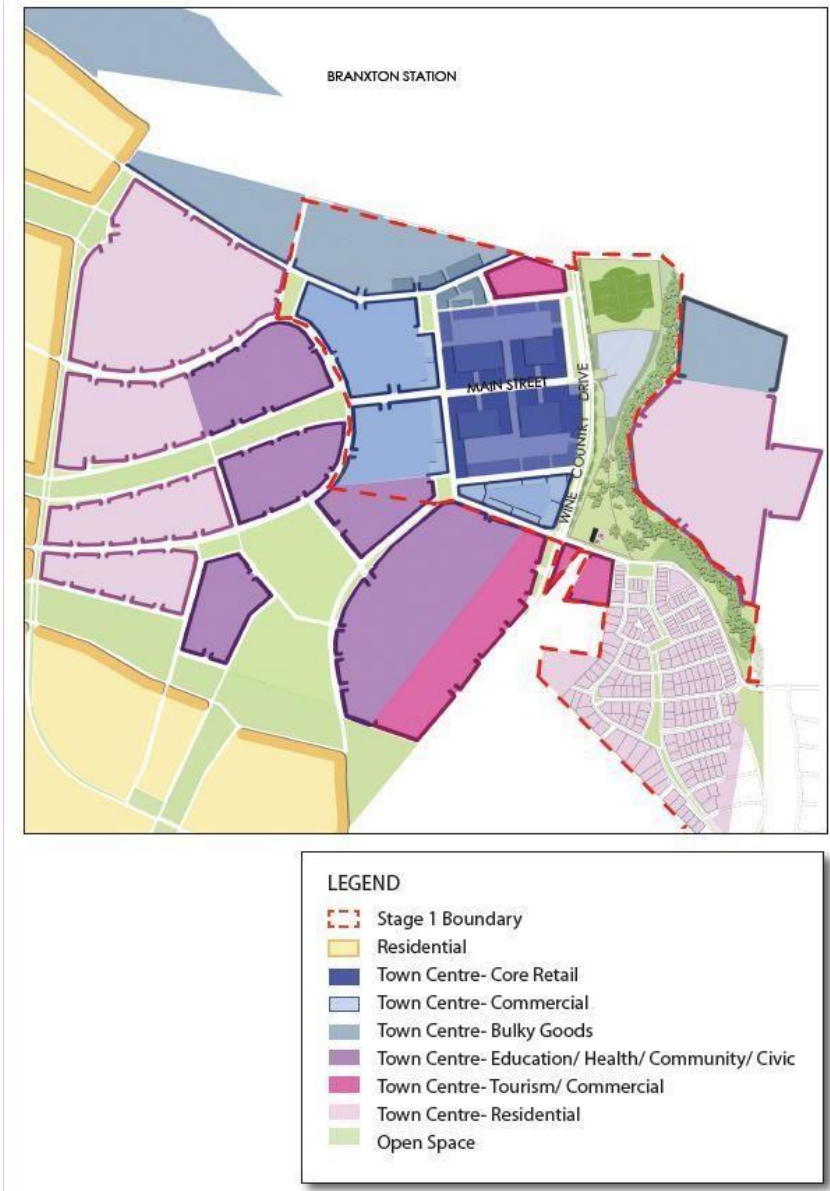 BRANXTON STATION
MAIN STREET
WINE COUNTRY DRIVE
LEGEND
Stage 1 Boundary
Residential
Town Centre- Core Retail
Town Centre- Commercial
Town Centre- Bulky Goods
Town Centre- Education/ Health/ Community/ Civic
Town Centre- Tourism/ Commercial
Town Centre- Residential
Open Space